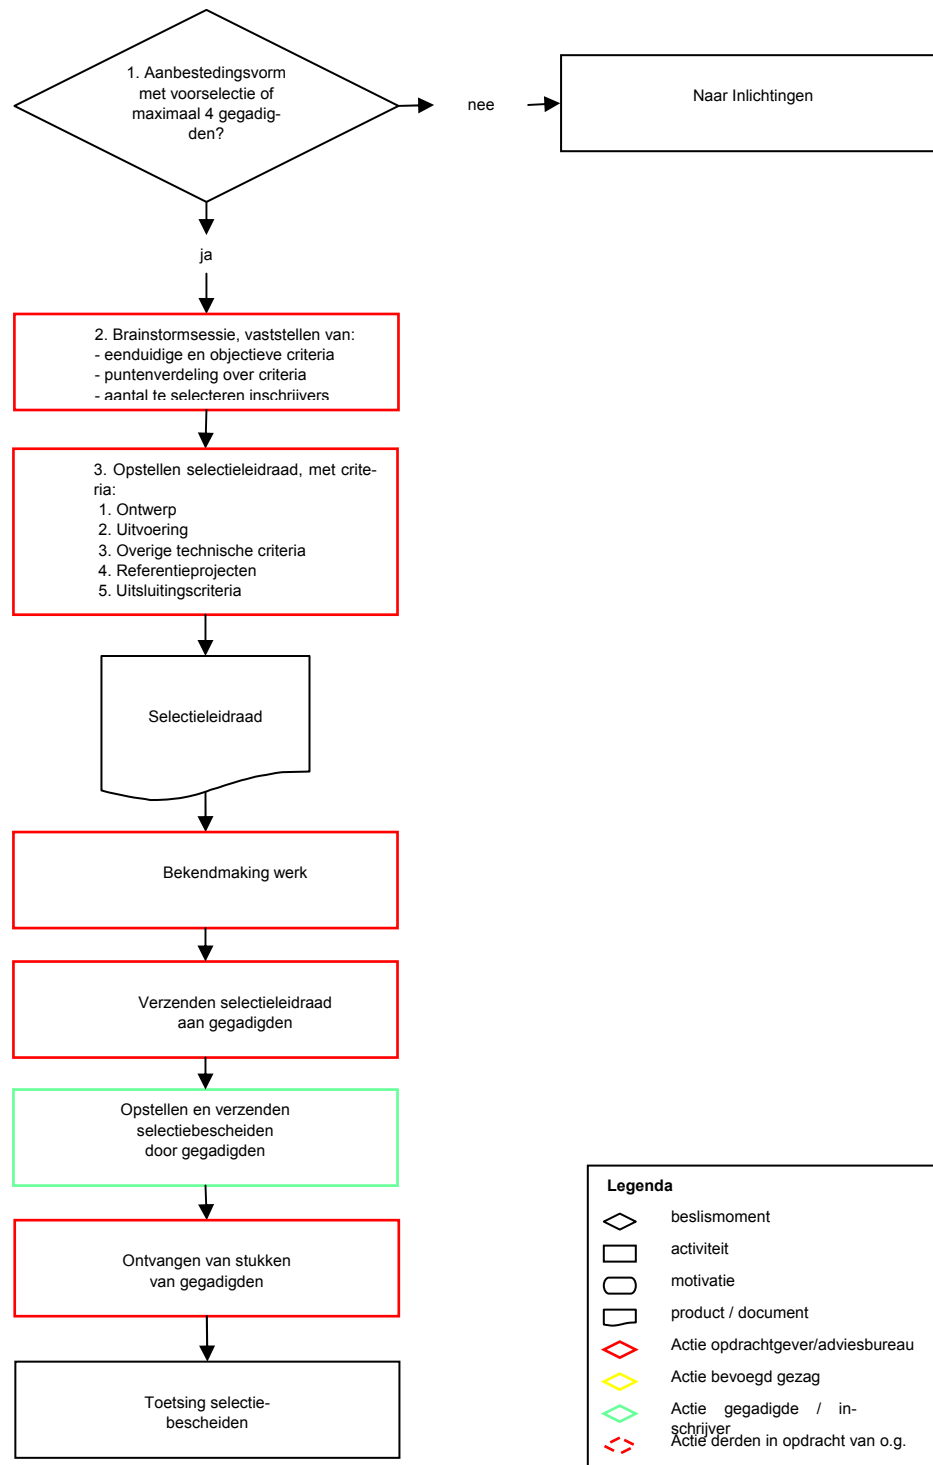 1. Aanbestedingsvorm
met voorselectie of
maximaal 4 gegadig-
den?
nee
Naar Inlichtingen
ja
2. Brainstormsessie, vaststellen van:
- eenduidige en objectieve criteria
- puntenverdeling over criteria
- aantal te selecteren inschrijvers
3. Opstellen selectieleidraad, met crite-
ria:
1. Ontwerp
2. Uitvoering
3. Overige technische criteria
4. Referentieprojecten
5. Uitsluitingscriteria
Selectieleidraad
Bekendmaking werk
Verzenden selectieleidraad
aan gegadigden
Opstellen en verzenden
selectiebescheiden
door gegadigden
Ontvangen van stukken
van gegadigden
Toetsing selectie-
bescheiden
Legenda
beslismoment
activiteit
motivatie
product / document
Actie opdrachtgever/adviesbureau
Actie bevoegd gezag
Actie gegadigde / in-
schrijver
Actie derden in opdracht van o.g.